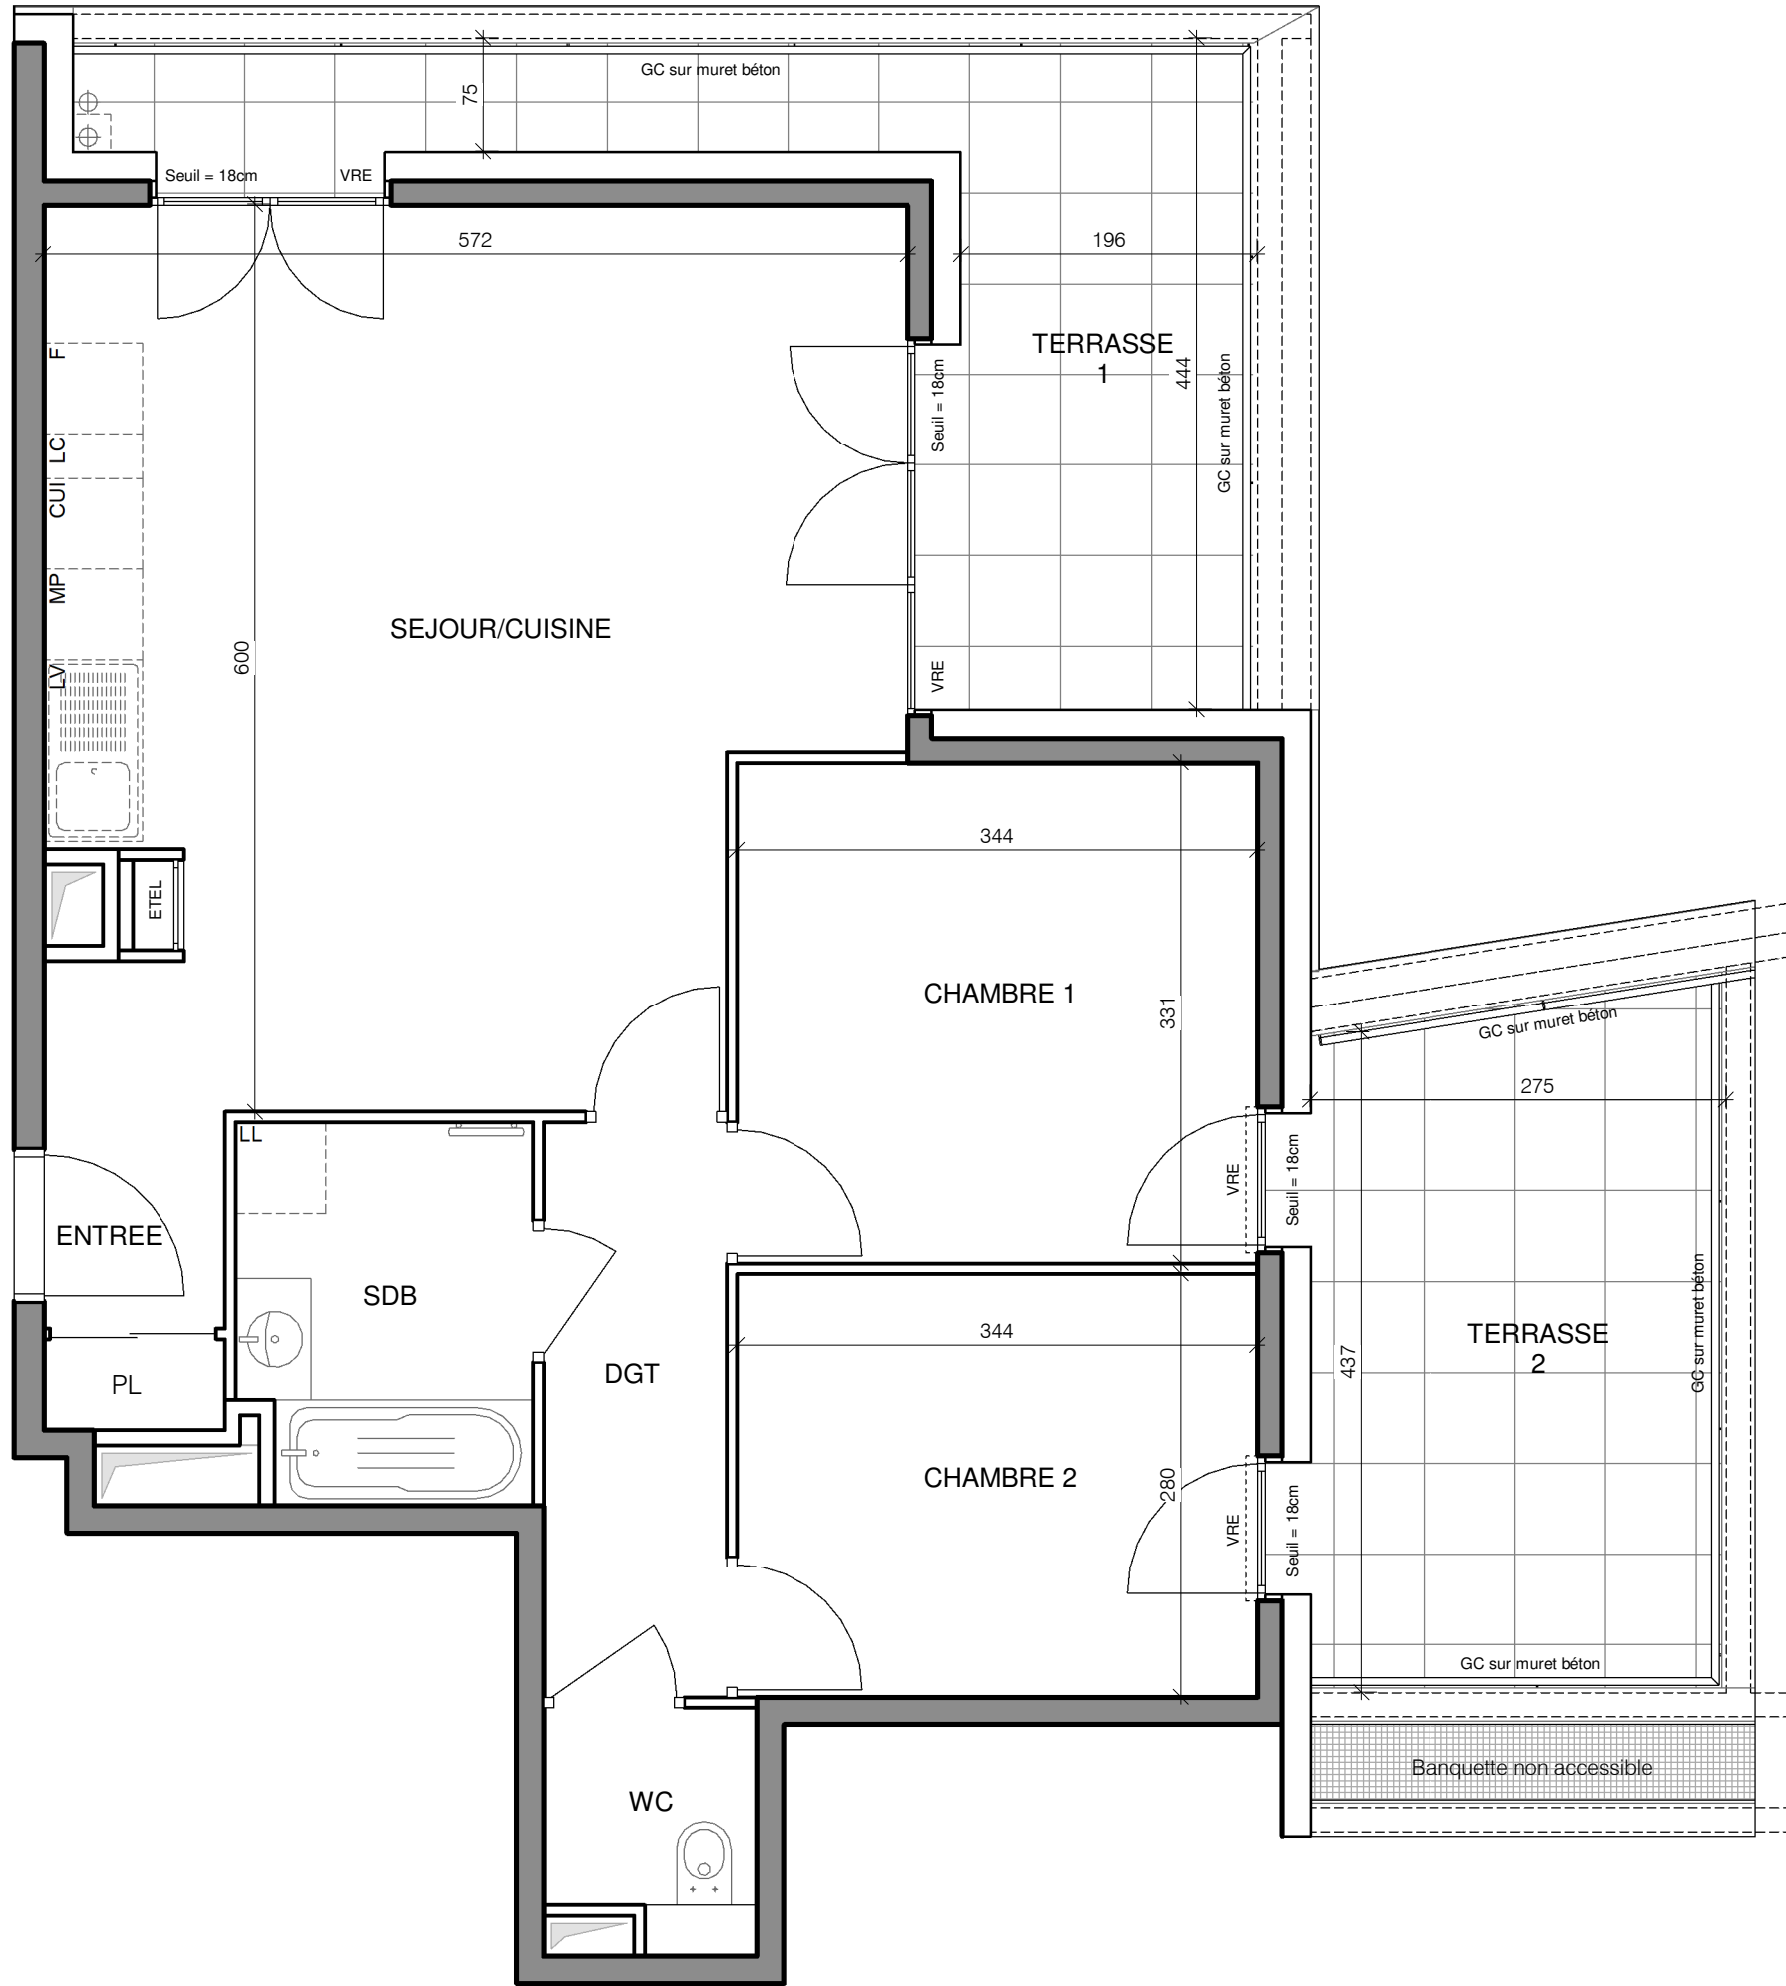 GC sur muret béton
75
Seuil = 18cm
VRE
572
196
TERRASSE
1
444
GC sur muret béton
Seuil = 18cm
VRE
F
LC
CUI
MP
LV
SEJOUR/CUISINE
600
344
ETEL
CHAMBRE 1
331
GC sur muret béton
275
LL
VRE
Seuil = 18cm
ENTREE
SDB
344
TERRASSE
2
437
GC sur muret béton
PL
DGT
CHAMBRE 2
280
VRE
Seuil = 18cm
GC sur muret béton
Banquette non accessible
WC